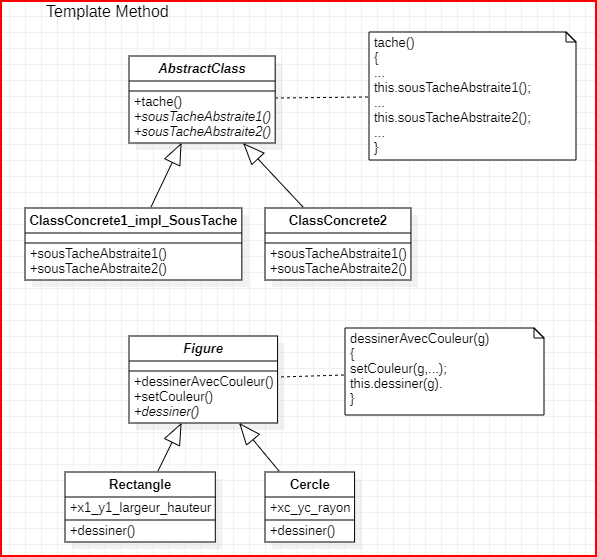 Template Method
AbstractClass
+tache()
+sousTacheAbstraite1()
+sousTacheAbstraite2()
tache()
{
...
this.sousTacheAbstraite1();
...
this.sousTacheAbstraite2();
...
}
ClassConcrete1_impl_SousTache
+sousTacheAbstraite1()
+sousTacheAbstraite2()
ClassConcrete2
+sousTacheAbstraite1()
+sousTacheAbstraite2()
Figure
+dessinerAvecCouleur()
+setCouleur()
+dessiner()
dessinerAvecCouleur(g)
{
setCouleur(g,...);
this.dessiner(g).
}
Rectangle
+x1_y1_largeur_hauteur
+dessiner()
Cercle
+xc_yc_rayon
+dessiner()